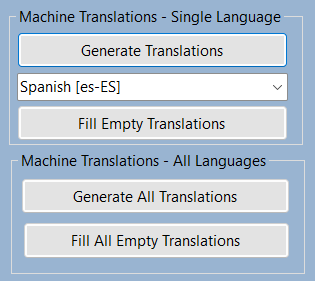 Machine Translations - Single Language
Generate Translations
Spanish [es-ES]
Fill Empty Translations
Machine Translations - All Languages
Generate All Translations
Fill All Empty Translations